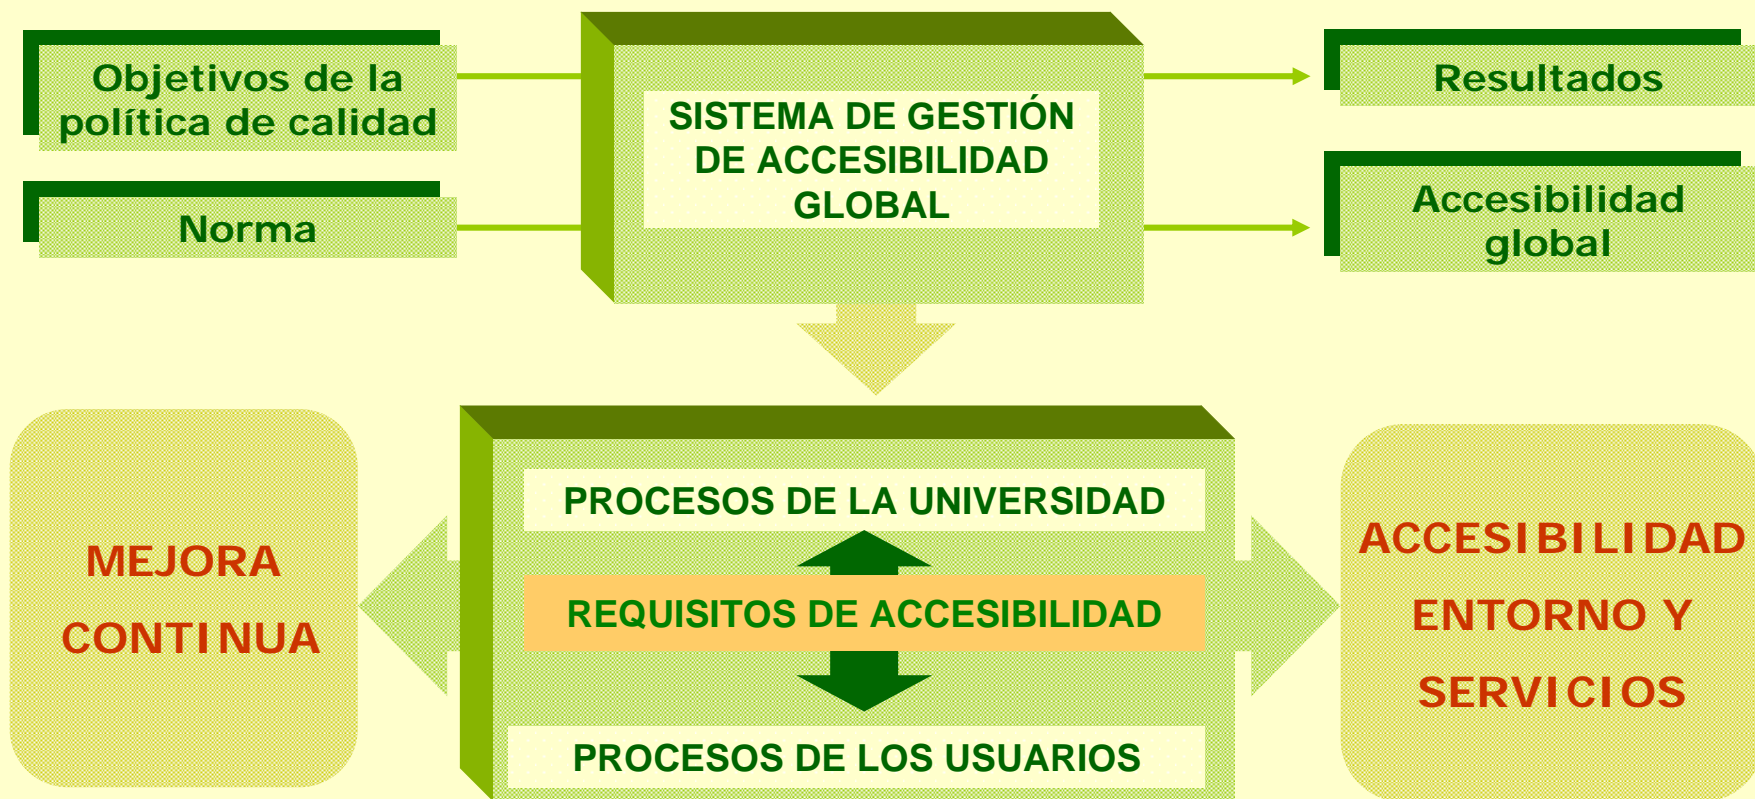 Objetivos de la
política de calidad
Norma
SISTEMA DE GESTIÓN
DE ACCESIBILIDAD
GLOBAL
Resultados
Accesibilidad
global
MEJORA
CONTINUA
PROCESOS DE LA UNIVERSIDAD
REQUISITOS DE ACCESIBILIDAD
PROCESOS DE LOS USUARIOS
ACCESIBILIDAD
ENTORNO Y
SERVICIOS